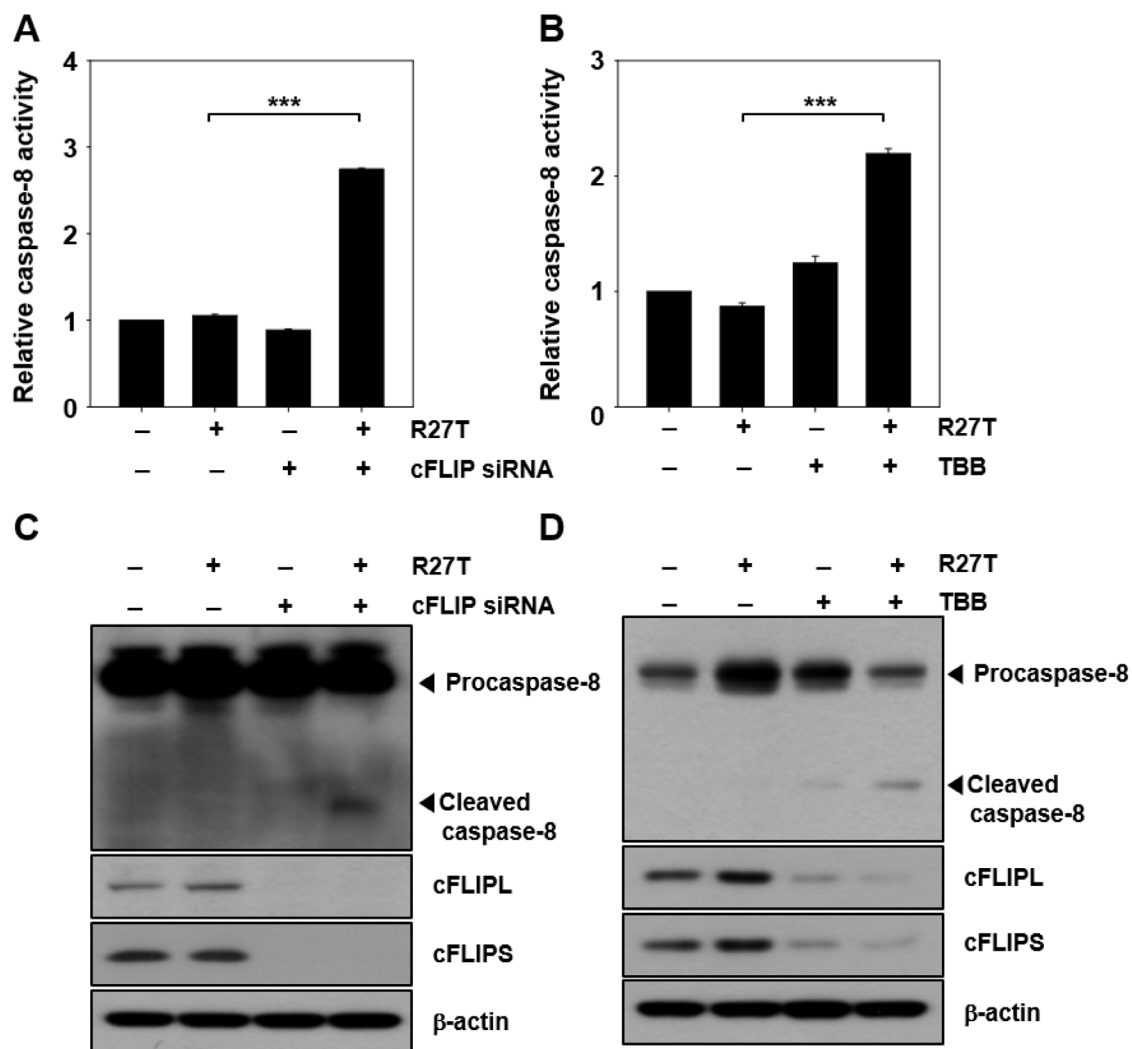 A
Relative caspase-8 activity
4
3
2
1
0
***
– + – + R27T
– – + + cFLIP siRNA
B
Relative caspase-8 activity
3
2
1
0
***
– + – + R27T
– – + + TBB
C
– + – + R27T
– – + + cFLIP siRNA
Procaspase-8
Cleaved
caspase-8
cFLIPL
cFLIPS
β-actin
D
– + – + R27T
– – + + TBB
Procaspase-8
Cleaved
caspase-8
cFLIPL
cFLIPS
β-actin